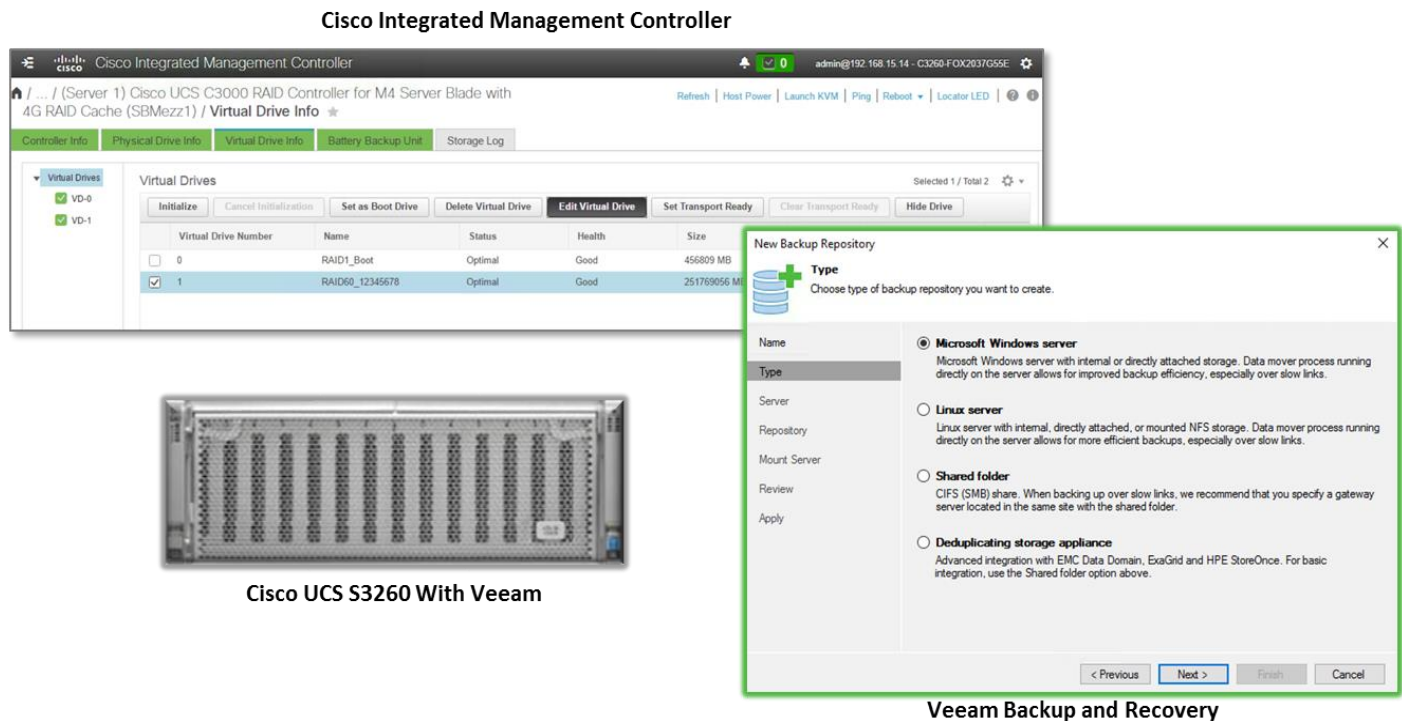 Cisco Integrated Management Controller
cisco Cisco Integrated Management Controller 0 admin@192.168.15.14 - C3260-FOX2037G55E
/ ... / (Server 1) Cisco UCS C3000 RAID Controller for M4 Server Blade with
4G RAID Cache (SBMezz1) / Virtual Drive Info
Refresh | Host Power | Launch KVM | Ping | Reboot | Locator LED |
Controller Info Physical Drive Info Virtual Drive Info Battery Backup Unit Storage Log
Virtual Drives
VD-0
VD-1
Virtual Drives Selected 1 / Total 2
Initialize Cancel Initialization Set as Boot Drive Delete Virtual Drive Edit Virtual Drive Set Transport Ready Clear Transport Ready Hide Drive
Virtual Drive Number Name Status Health Size
0 RAID1_Boot Optimal Good 456809 MB
1 RAID60_12345678 Optimal Good 251769056
New Backup Repository
Type
Choose type of backup repository you want to create.
Name
Type
Server
Repository
Mount Server
Review
Apply
Microsoft Windows server
Microsoft Windows server with internal or directly attached storage. Data mover process running
directly on the server allows for improved backup efficiency, especially over slow links.
Linux server
Linux server with internal, directly attached, or mounted NFS storage. Data mover process running
directly on the server allows for more efficient backups, especially over slow links.
Shared folder
CIFS (SMB) share. When backing up over slow links, we recommend that you specify a gateway
server located in the same site with the shared folder.
Deduplicating storage appliance
Advanced integration with EMC Data Domain, ExaGrid and HPE StoreOnce. For basic
integration, use the Shared folder option above.
< Previous Next > Finish Cancel
Cisco UCS S3260 With Veeam
Veeam Backup and Recovery